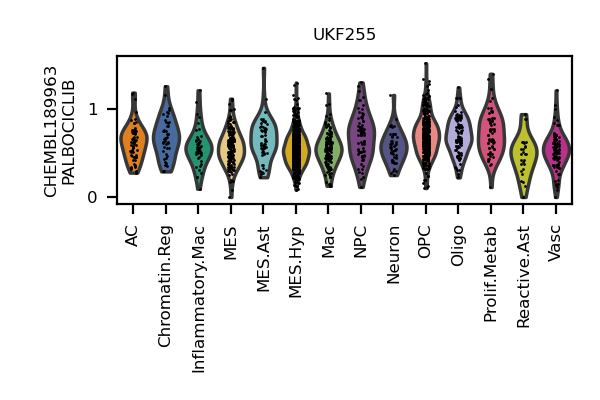 UKF255
CHEMBL189963
PALBOCICLIB
1
0
AC
Chromatin.Reg
Inflammatory.Mac
MES
MES.Ast
MES.Hyp
Mac
NPC
Neuron
OPC
Oligo
Prolif.Metab
Reactive.Ast
Vasc